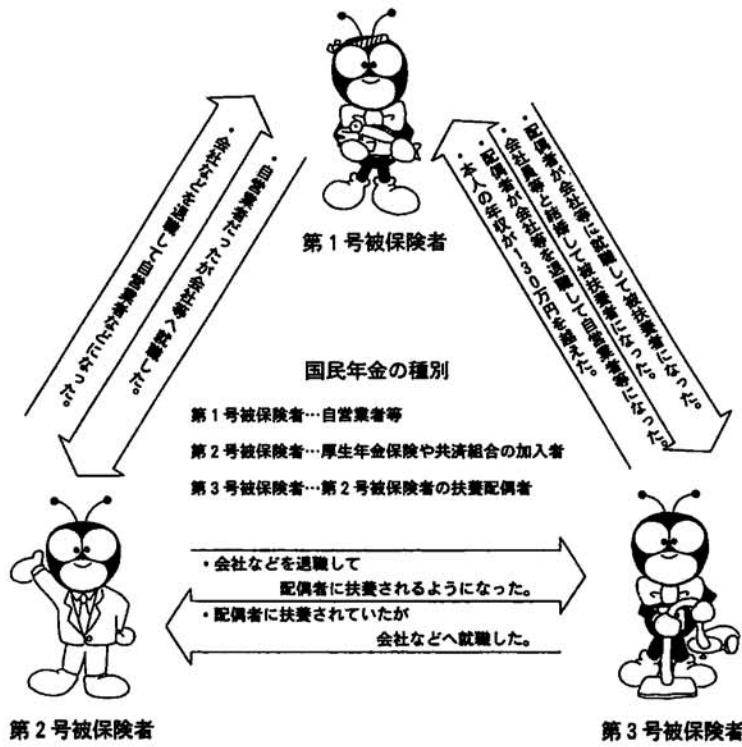 第1号被保険者
・会社などを退職して自営業者などになった。
・自営業者だったが会社等へ就職した。
・配偶者が会社等に就職して被扶養者になった。
・会社員等と結婚して被扶養者になった。
・配偶者が会社等を退職して自営業者等になった。
・本人の年収が130万円を越えた。
国民年金の種別
第1号被保険者…自営業者等
第2号被保険者…厚生年金保険や共済組合の加入者
第3号被保険者…第2号被保険者の扶養配偶者
・会社などを退職して
配偶者に扶養されるようになった。
・配偶者に扶養されていたが
会社などへ就職した。
第2号被保険者
第3号被保険者